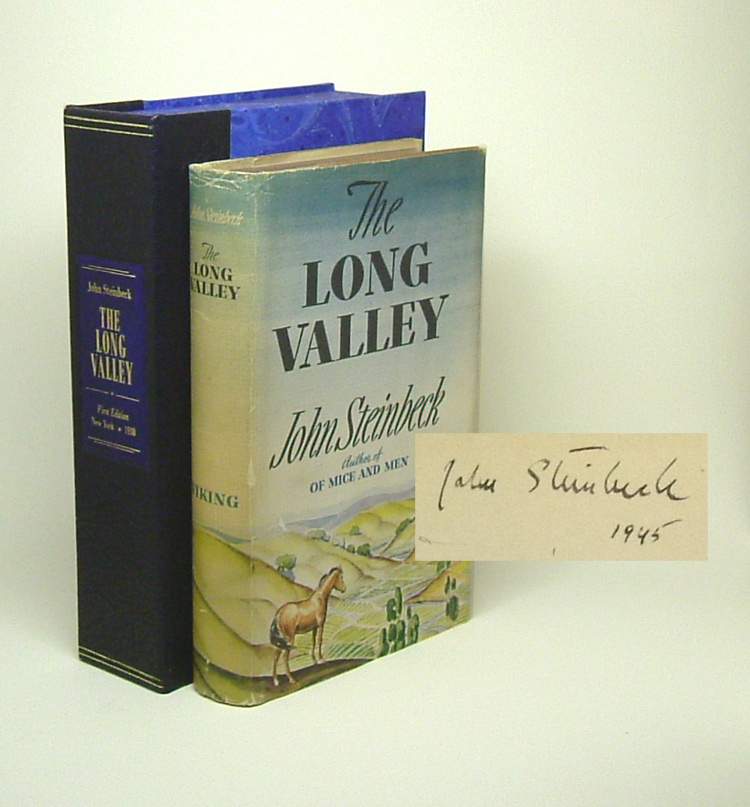 John Steinbeck
THE
LONG
VALLEY
First Edition
New York • 1938
John Steinbeck
The
LONG
VALLEY
VIKING
The
LONG
VALLEY
John Steinbeck
Author of
OF MICE AND MEN
John Steinbeck
1945